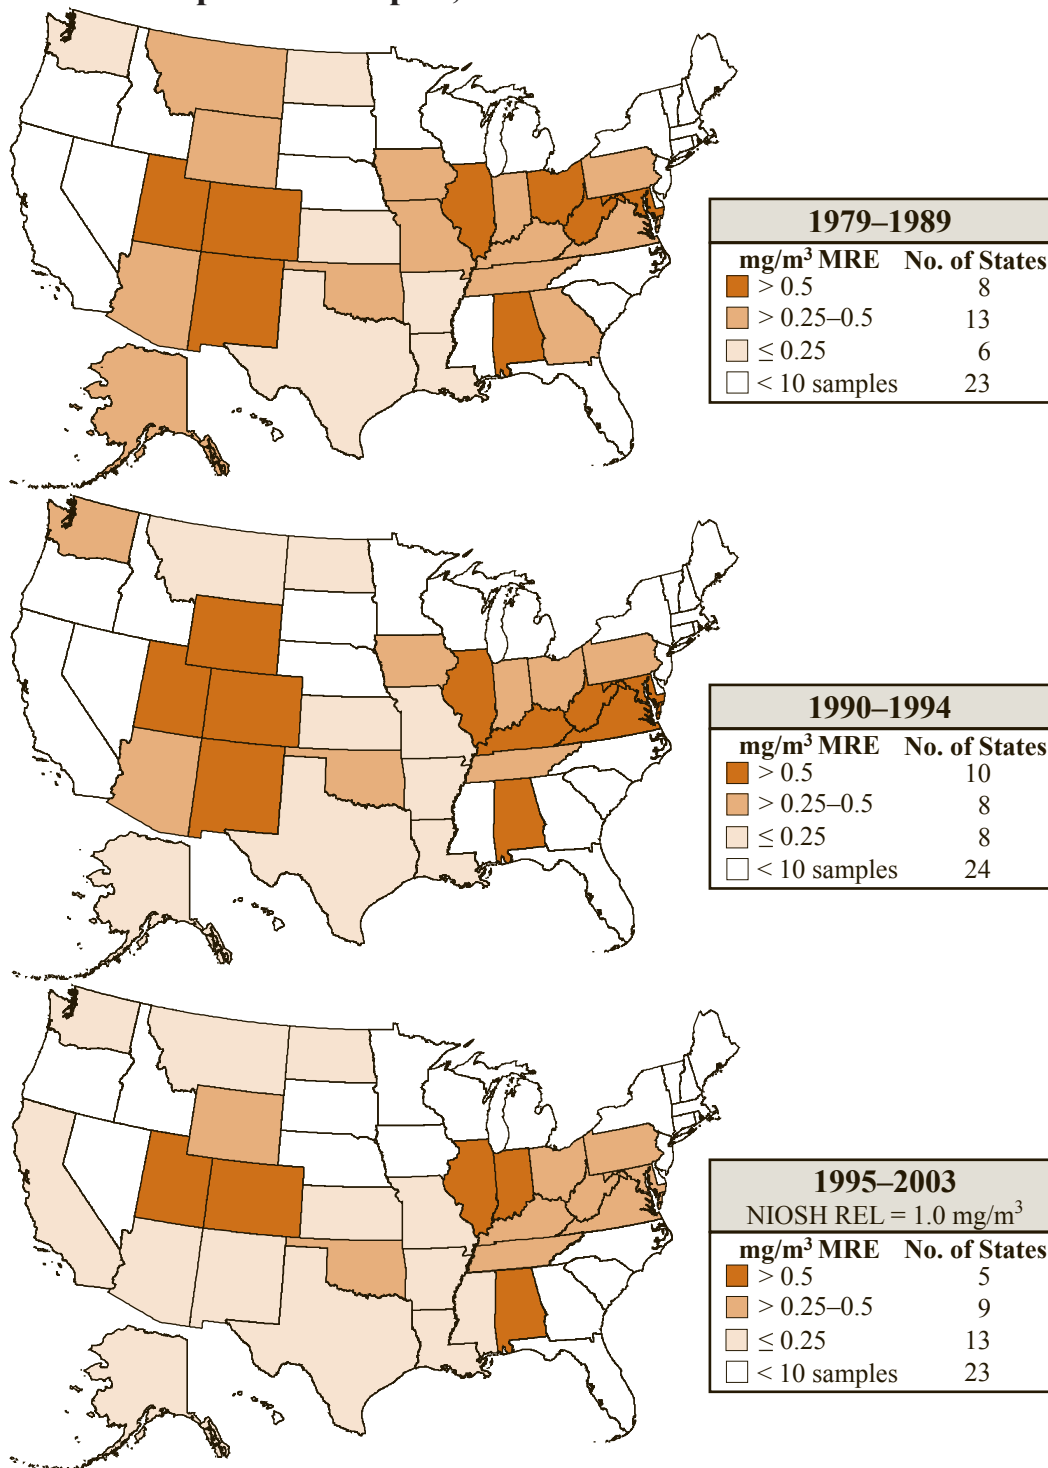 1979–1989
mg/m³ MRE No. of States
> 0.5 8
> 0.25–0.5 13
≤ 0.25 6
< 10 samples 23
1990–1994
mg/m³ MRE No. of States
> 0.5 10
> 0.25–0.5 8
≤ 0.25 8
< 10 samples 24
1995–2003
NIOSH REL = 1.0 mg/m³
mg/m³ MRE No. of States
> 0.5 5
> 0.25–0.5 9
≤ 0.25 13
< 10 samples 23